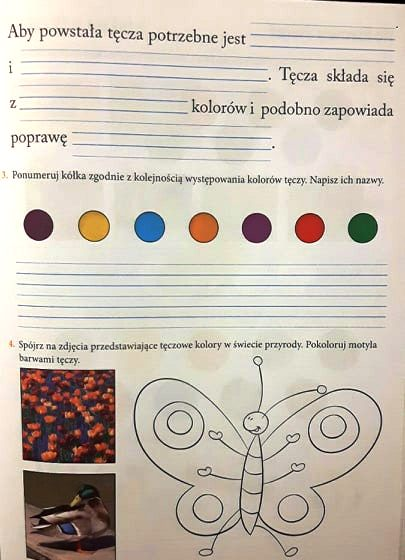 Aby powstała tęcza potrzebne jest
i . Tęcza składa się
z kolorów i podobno zapowiada
poprawę .
3. Ponumeruj kółka zgodnie z kolejnością występowania kolorów tęczy. Napisz ich nazwy.
4. Spójrz na zdjęcia przedstawiające tęczowe kolory w świecie przyrody. Pokoloruj motyla
barwami tęczy.